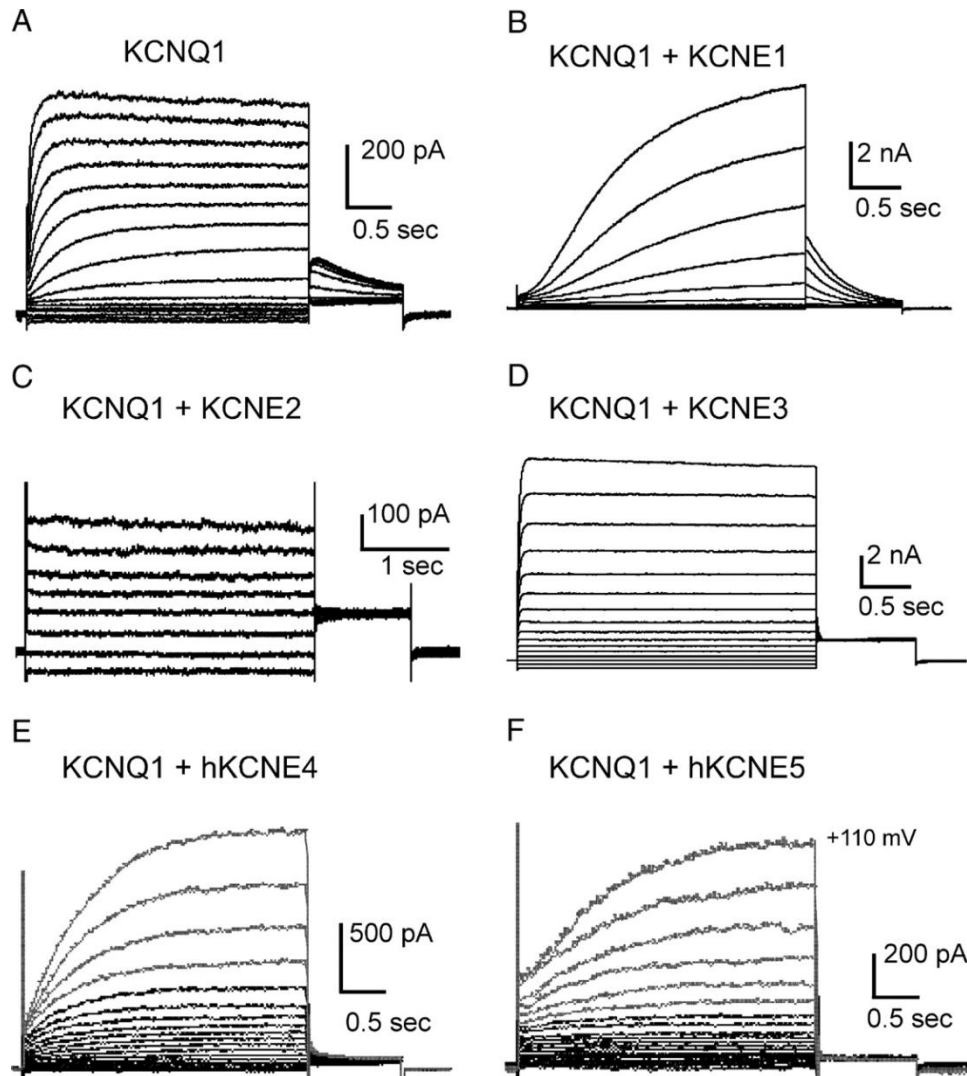 A
KCNQ1
200 pA
0.5 sec
B
KCNQ1 + KCNE1
2 nA
0.5 sec
C
KCNQ1 + KCNE2
100 pA
1 sec
D
KCNQ1 + KCNE3
2 nA
0.5 sec
E
KCNQ1 + hKCNE4
500 pA
0.5 sec
F
KCNQ1 + hKCNE5
+110 mV
200 pA
0.5 sec